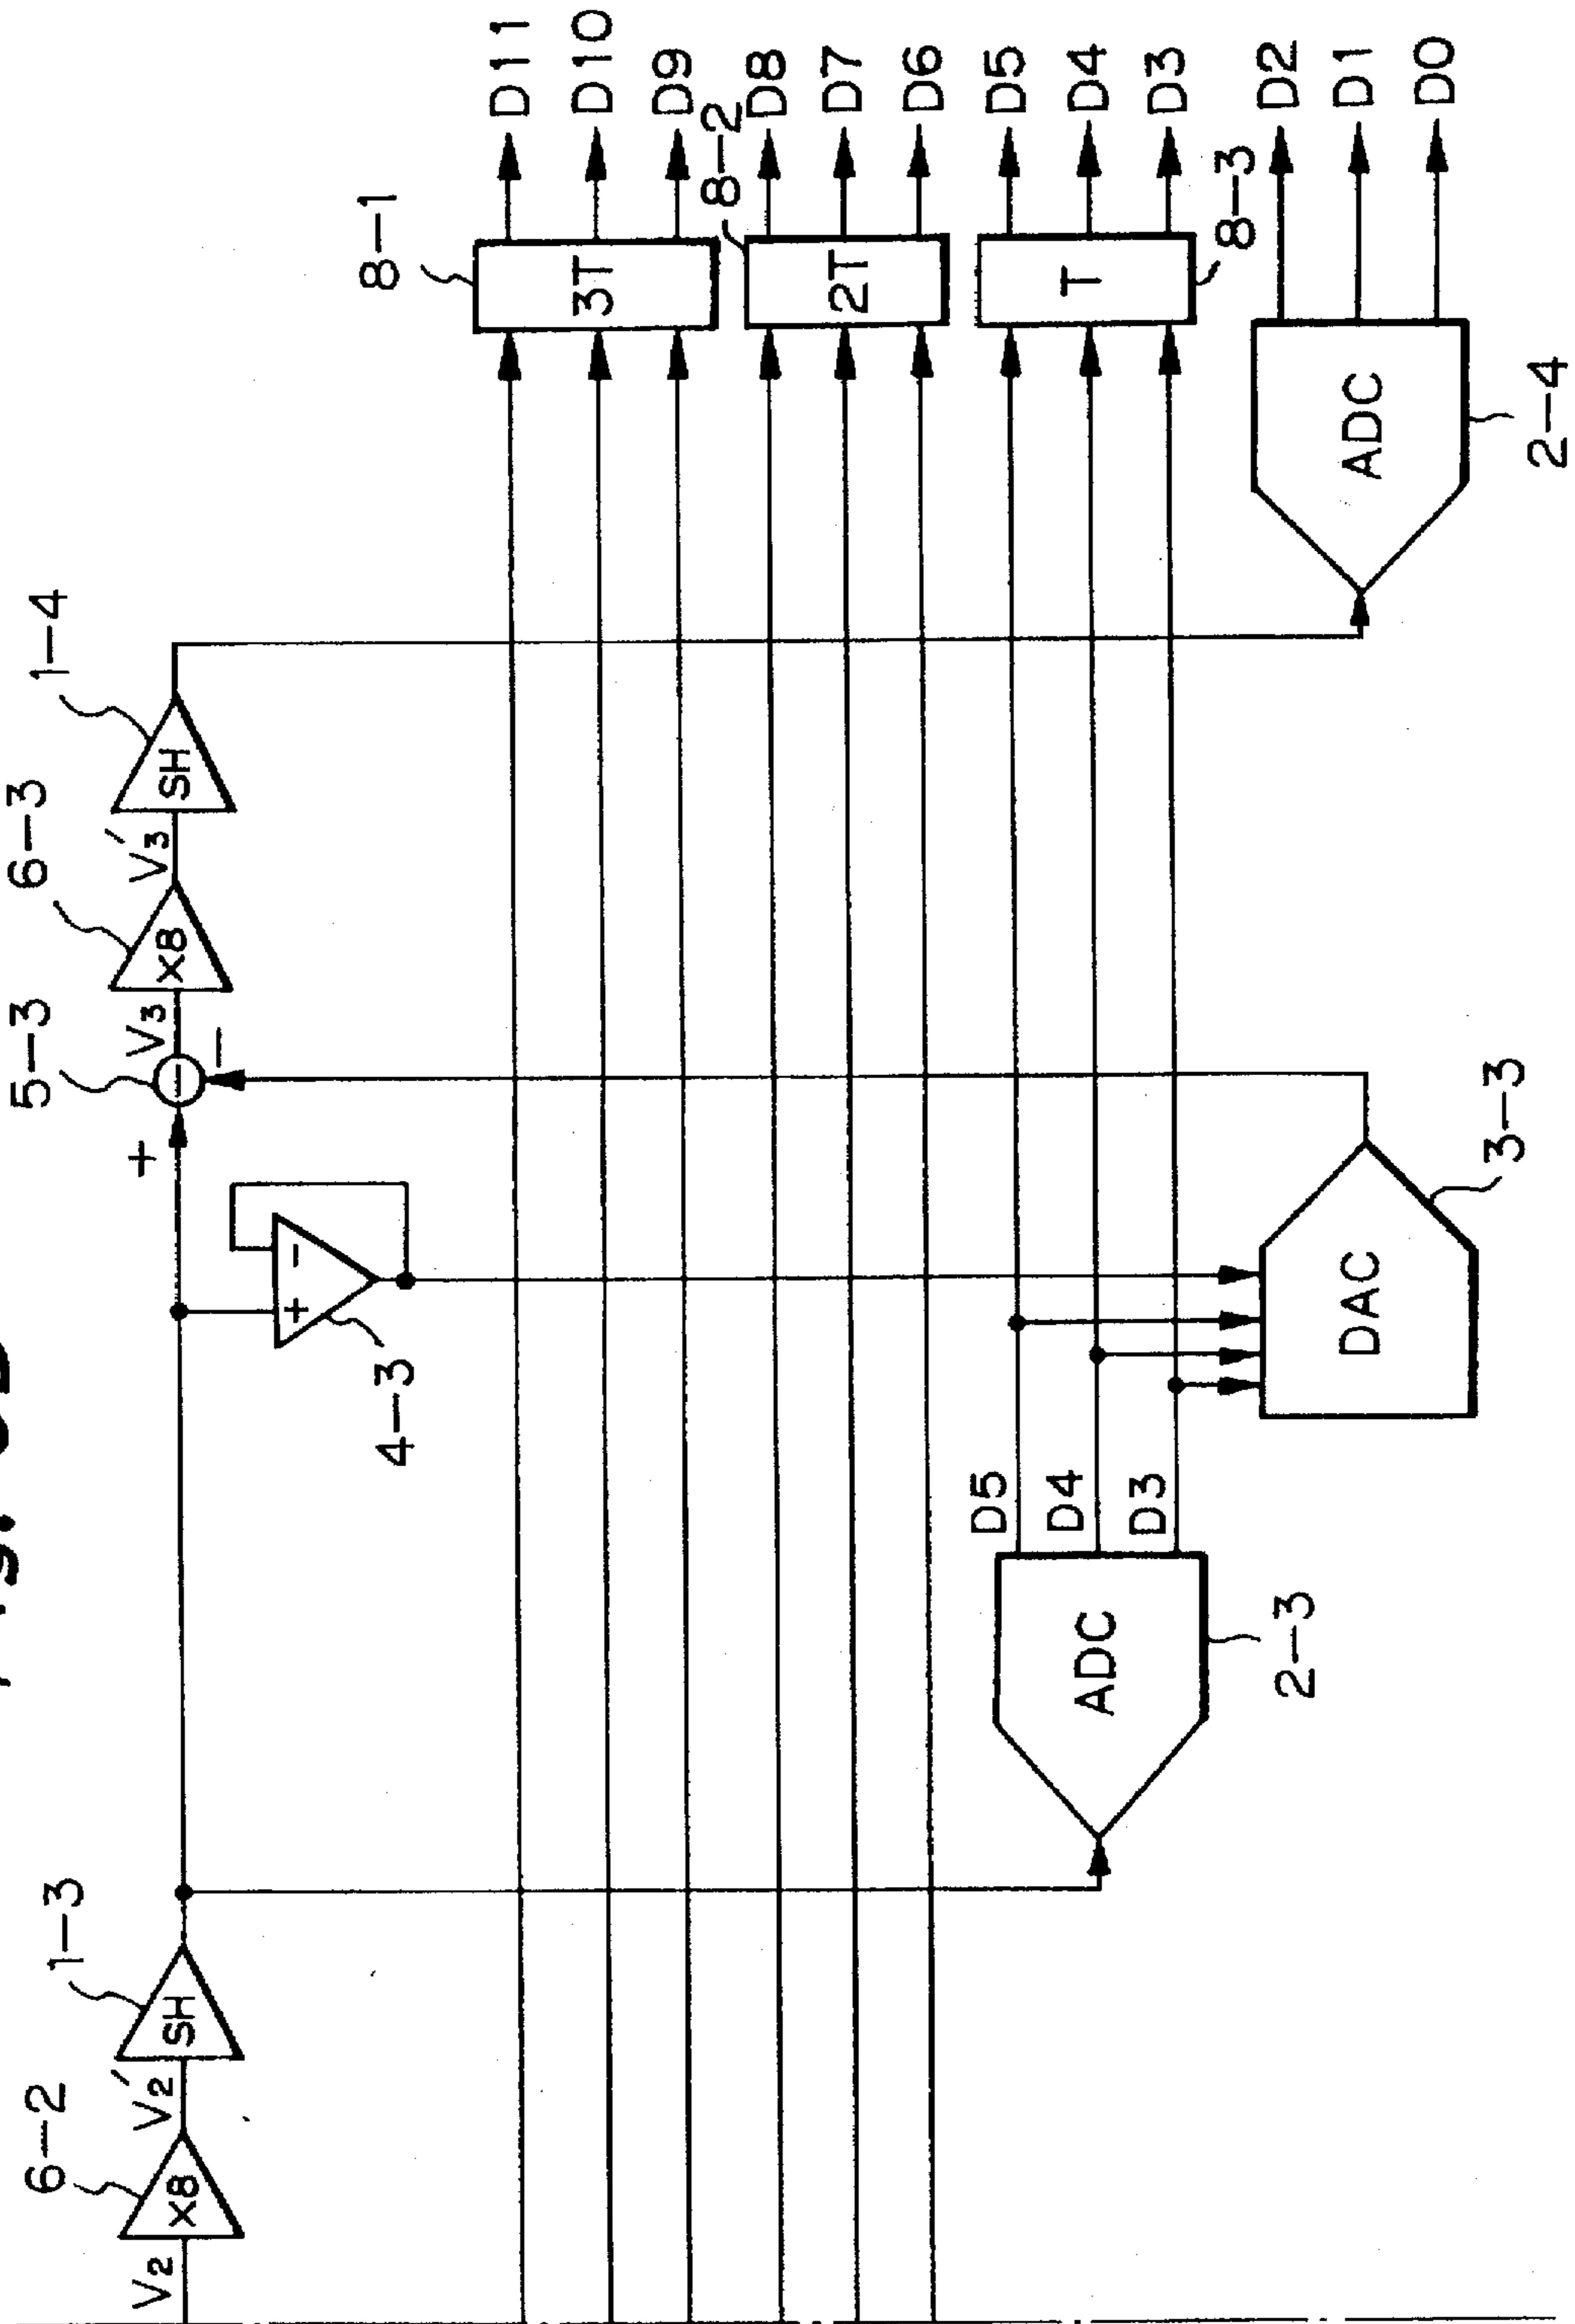 Fig.
6-2
1-3
5-3
6-3
1-4
V2
x8
V2'
SH
+
−
−
V3
x8
V3'
SH
+ −
4-3
8-1
3T
D11
D10
D9
8-2
2T
D8
D7
D6
ADC
2-3
D5
D4
D3
T
8-3
D5
D4
D3
DAC
3-3
ADC
2-4
D2
D1
D0